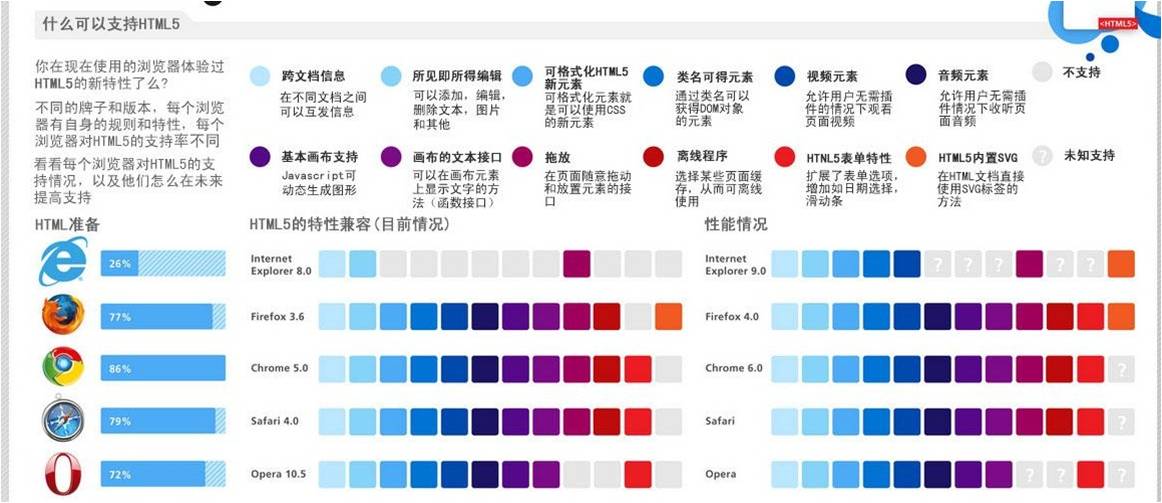 什么可以支持HTML5
<HTML5>
你在现在使用的浏览器体验过
HTML5的新特性了么?
不同的牌子和版本，每个浏览
器有自身的规则和特性，每个
浏览器对HTML5的支持率不同
看看每个浏览器对HTML5的支
持情况，以及他们怎么在未来
提高支持
跨文档信息
在不同文档之间
可以互发信息
所见即所得编辑
可以添加，编辑，
删除文本，图片
和其他
可格式化HTML5
新元素
可格式化元素就
是可以使用CSS
的新元素
类名可得元素
通过类名可以
获得DOM对象
的元素
视频元素
允许用户无需插
件的情况下观看
页面视频
音频元素
允许用户无需插
件情况下收听页
面音频
不支持
基本画布支持
Javascript可
动态生成图形
画布的文本接口
可以在画布元素
上显示文字的方
法（函数接口）
拖放
在页面随意拖动
和放置元素的接
口
离线程序
选择某些页面缓
存，从而可离线
使用
HTNL5表单特性
扩展了表单选项，
增加如日期选择，
滑动条
HTML5内置SVG
在HTML文档直接
使用SVG标签的
方法
?
未知支持
HTML准备
HTML5的特性兼容(目前情况)
性能情况
26%
Internet
Explorer 8.0
Internet
Explorer 9.0
? ? ? ? ?
77%
Firefox 3.6
Firefox 4.0
86%
Chrome 5.0
Chrome 6.0
?
79%
Safari 4.0
Safari
?
72%
Opera 10.5
Opera
? ? ?